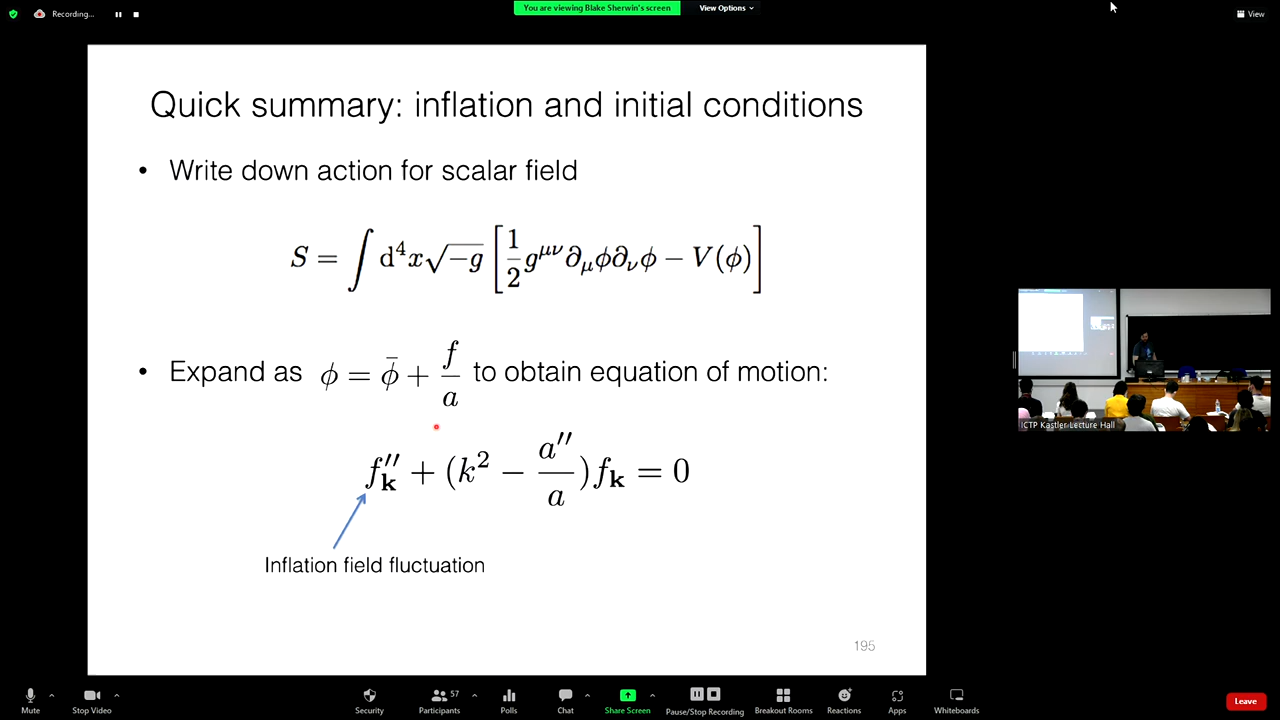 Recording...
You are viewing Blake Sherwin's screen
View Options
View
Quick summary: inflation and initial conditions
• Write down action for scalar field
S = ∫ d⁴x √−g [ 1/2 g^{μν} ∂_μ ϕ ∂_ν ϕ − V(ϕ) ]
• Expand as ϕ = ϕ̄ + f/a to obtain equation of motion:
f″_k + (k² − a″/a) f_k = 0
Inflation field fluctuation
195
ICTP Kastler Lecture Hall
Mute
Stop Video
Security
Participants
57
Polls
Chat
Share Screen
Pause/Stop Recording
Breakout Rooms
Reactions
Apps
Whiteboards
Leave